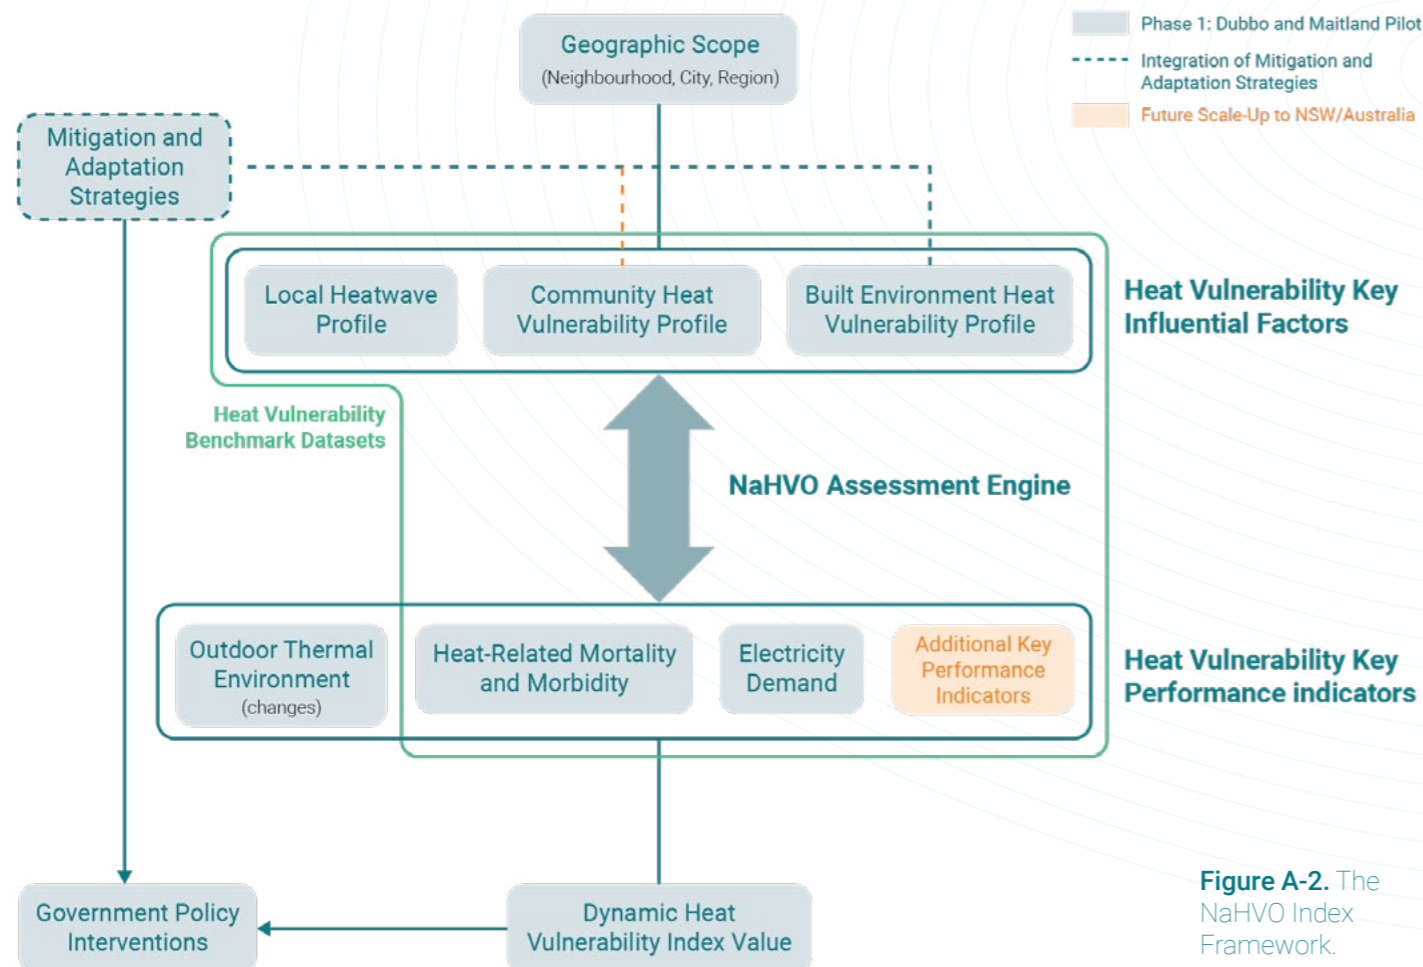 Geographic Scope
(Neighbourhood, City, Region)
Phase 1: Dubbo and Maitland Pilot
Integration of Mitigation and
Adaptation Strategies
Future Scale-Up to NSW/Australia
Mitigation and
Adaptation
Strategies
Local Heatwave
Profile
Community Heat
Vulnerability Profile
Built Environment Heat
Vulnerability Profile
Heat Vulnerability Key
Influential Factors
Heat Vulnerability
Benchmark Datasets
NaHVO Assessment Engine
Outdoor Thermal
Environment
(changes)
Heat-Related Mortality
and Morbidity
Electricity
Demand
Additional Key
Performance
Indicators
Heat Vulnerability Key
Performance indicators
Government Policy
Interventions
Dynamic Heat
Vulnerability Index Value
Figure A-2. The
NaHVO Index
Framework.